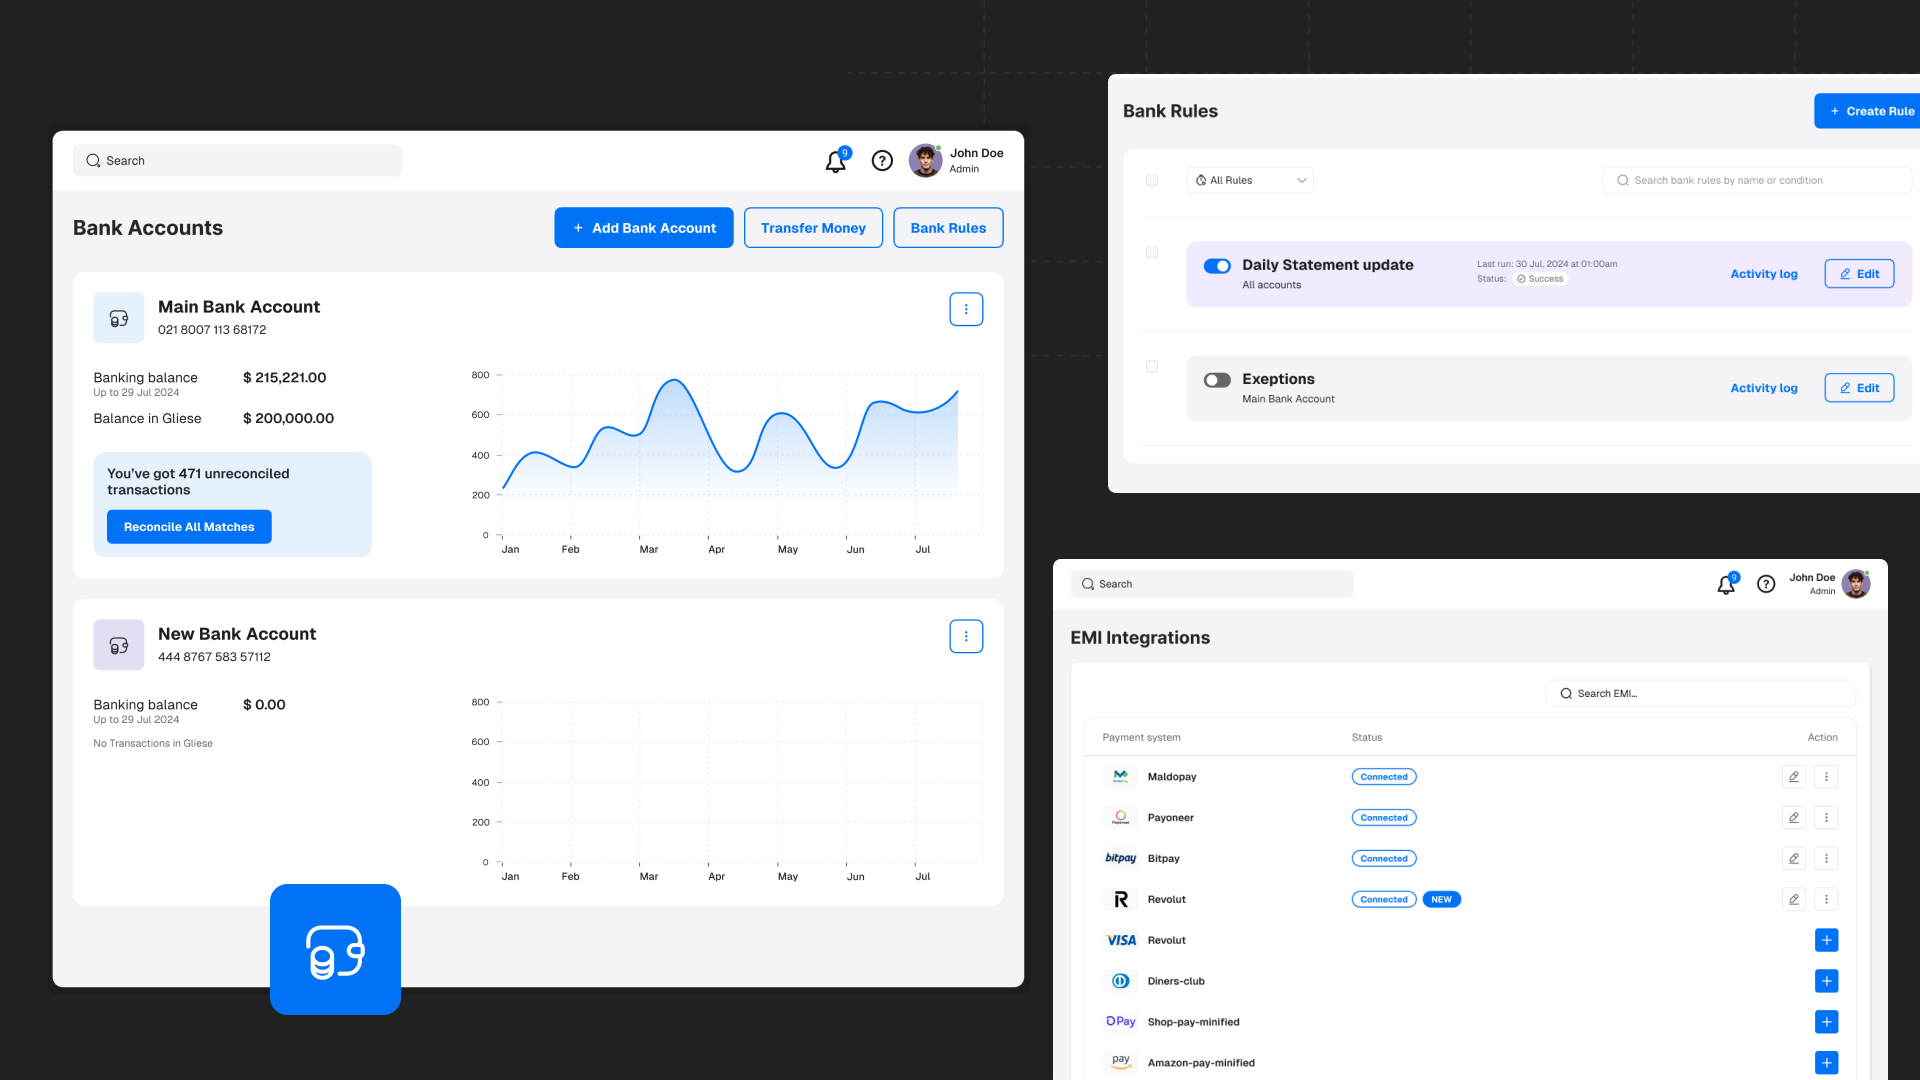 Search
9
?
John Doe
Admin
Bank Accounts
+ Add Bank Account
Transfer Money
Bank Rules
Main Bank Account
021 8007 113 68172
Banking balance
$ 215,221.00
Up to 29 Jul 2024
Balance in Gliese
$ 200,000.00
You've got 471 unreconciled
transactions
Reconcile All Matches
800
600
400
200
0
Jan Feb Mar Apr May Jun Jul
New Bank Account
444 8767 583 57112
Banking balance
$ 0.00
Up to 29 Jul 2024
No Transactions in Gliese
800
600
400
200
0
Jan Feb Mar Apr May Jun Jul
Bank Rules
+ Create Rule
All Rules
Search bank rules by name or condition
Daily Statement update
All accounts
Last run: 30 Jul, 2024 at 01:00am
Status: Success
Activity log
Edit
Exeptions
Main Bank Account
Activity log
Edit
Search
9
?
John Doe
Admin
EMI Integrations
Search EMI...
Payment system Status Action
Maldopay Connected
Payoneer Payoneer Connected
bitpay Bitpay Connected
R Revolut Connected NEW
VISA Revolut
Diners-club
Pay Shop-pay-minified
pay Amazon-pay-minified